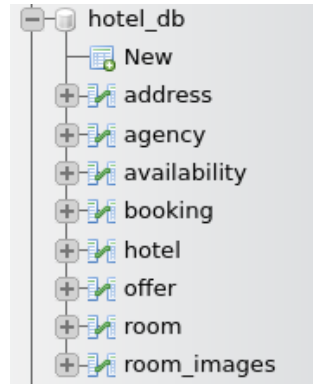 hotel_db
New
address
agency
availability
booking
hotel
offer
room
room_images